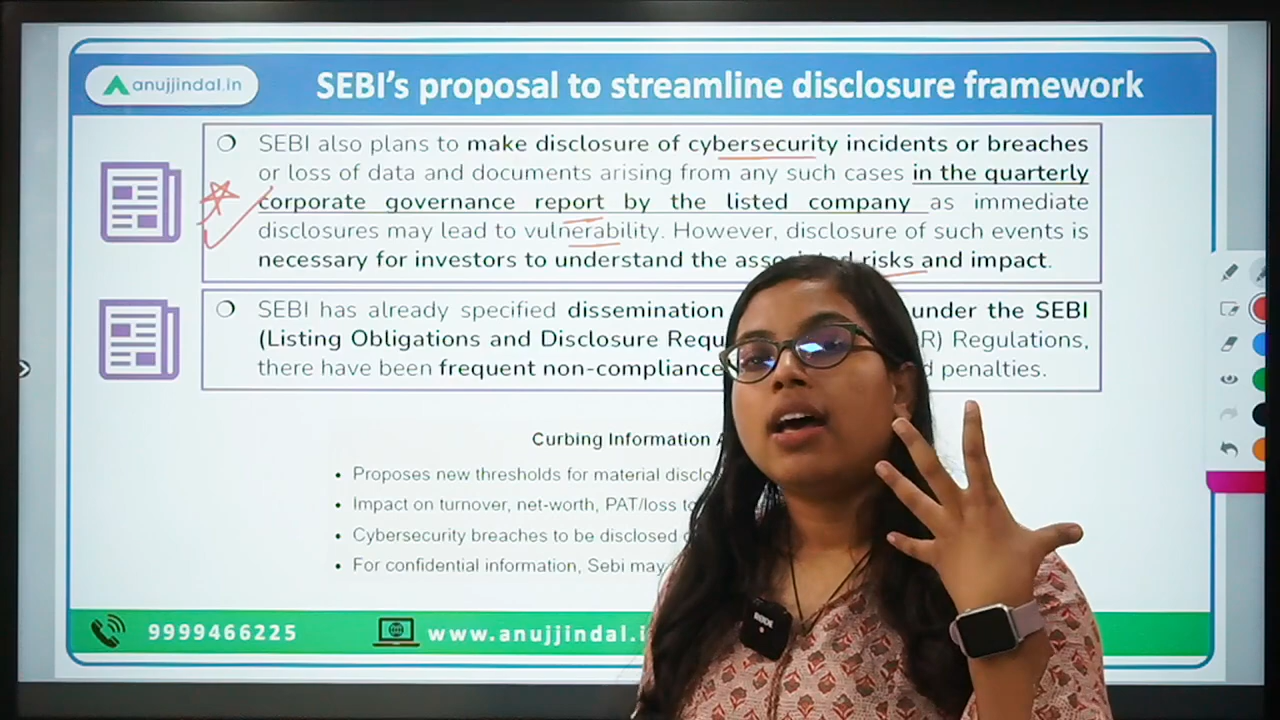 anujjindal.in
SEBI's proposal to streamline disclosure framework
SEBI also plans to make disclosure of cybersecurity incidents or breaches
or loss of data and documents arising from any such cases in the quarterly
corporate governance report by the listed company as immediate
disclosures may lead to vulnerability. However, disclosure of such events is
necessary for investors to understand the associated risks and impact.
SEBI has already specified dissemination under the SEBI
(Listing Obligations and Disclosure Requ R) Regulations,
there have been frequent non-compliance d penalties.
Curbing Information
• Proposes new thresholds for material disclo
• Impact on turnover, net-worth, PAT/loss to
• Cybersecurity breaches to be disclosed
• For confidential information, Sebi may
9999466225
www.anujjindal.i